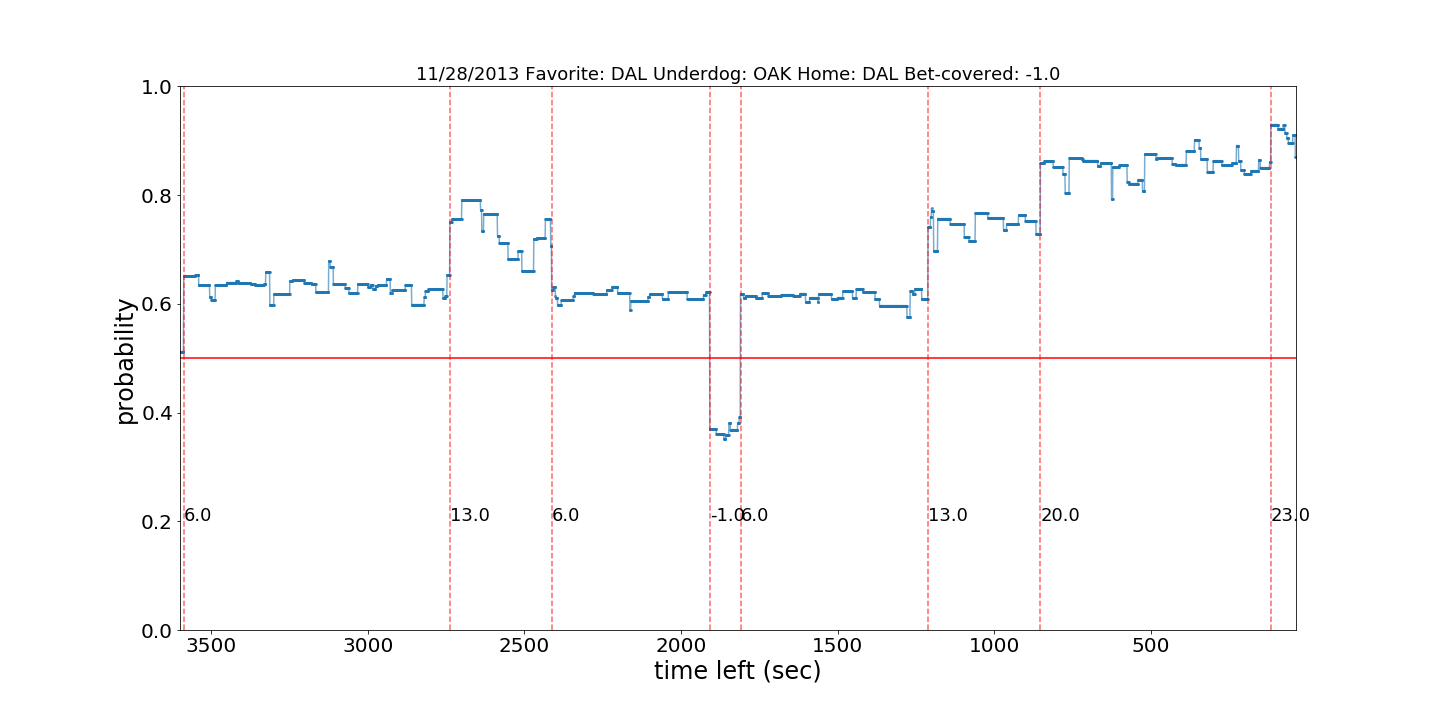 11/28/2013 Favorite: DAL Underdog: OAK Home: DAL Bet-covered: -1.0
1.0
0.8
0.6
0.4
0.2
0.0
probability
6.0 13.0 6.0 -1.0 6.0 13.0 20.0 23.0
3500 3000 2500 2000 1500 1000 500
time left (sec)